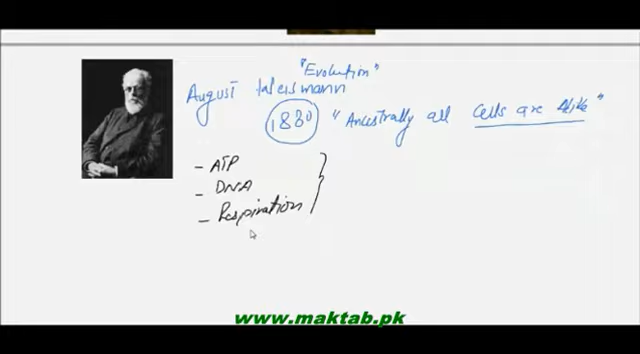 "Evolution"
August Weismann
1880 "Ancestrally all Cells are Alike"
- ATP
- DNA
- Respiration
www.maktab.pk